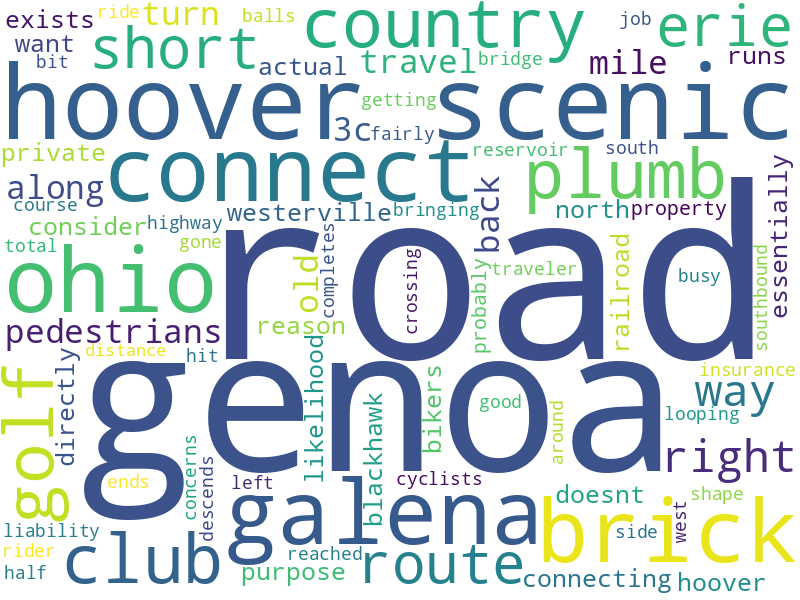 exists ride turn balls country job erie
want short
bit actual travel bridge mile runs
hoover scenic
getting
3c fairly
private connect reservoir south
plumb
along back
course westerville bringing north property essentially
consider highway
total gone
road
ohio old completes crossing probably traveler railroad busy southbound
pedestrians reason
distance hit
directly likelihood
genoa
golf blackhawk bikers good around insurance
way
looping
right
ends concerns descends left cyclists
galena doesnt shape
brick
liability club route side west
rider reached
half purpose connecting hoover